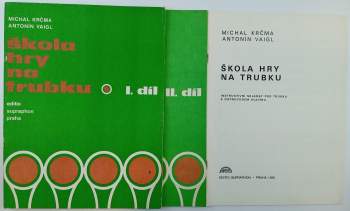 MICHAL KRČMA
ANTONÍN VAIGL
škola
hry
na
trubku
I. díl
editio
supraphon
praha
II. díl
MICHAL KRČMA
ANTONÍN VAIGL
ŠKOLA HRY
NA TRUBKU
EDITIO SUPRAPHON PRAHA